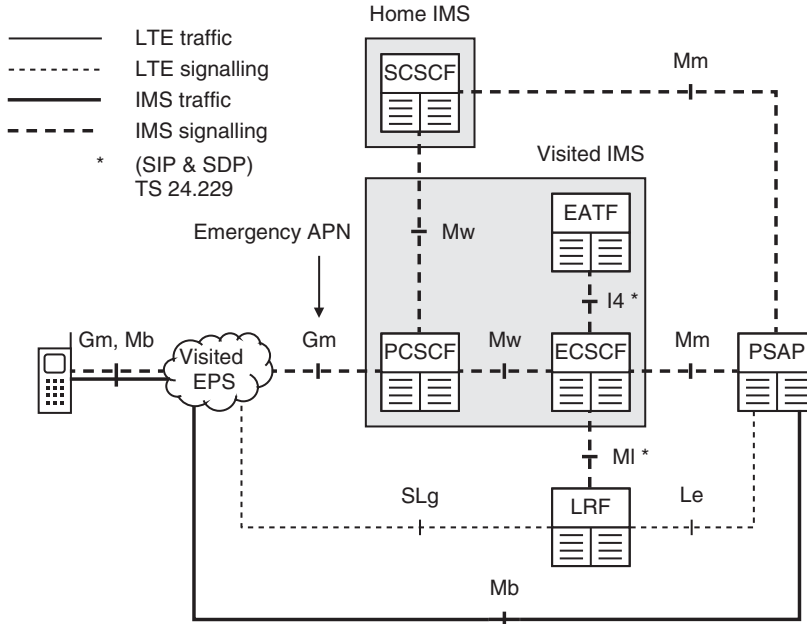 Home IMS
LTE traffic
LTE signalling
IMS traffic
IMS signalling
* (SIP & SDP)
TS 24.229
SCSCF
Mm
Visited IMS
EATF
Emergency APN
Mw
I4 *
Gm, Mb
Visited
EPS
Gm
PCSCF
Mw
ECSCF
Mm
PSAP
MI *
SLg
LRF
Le
Mb